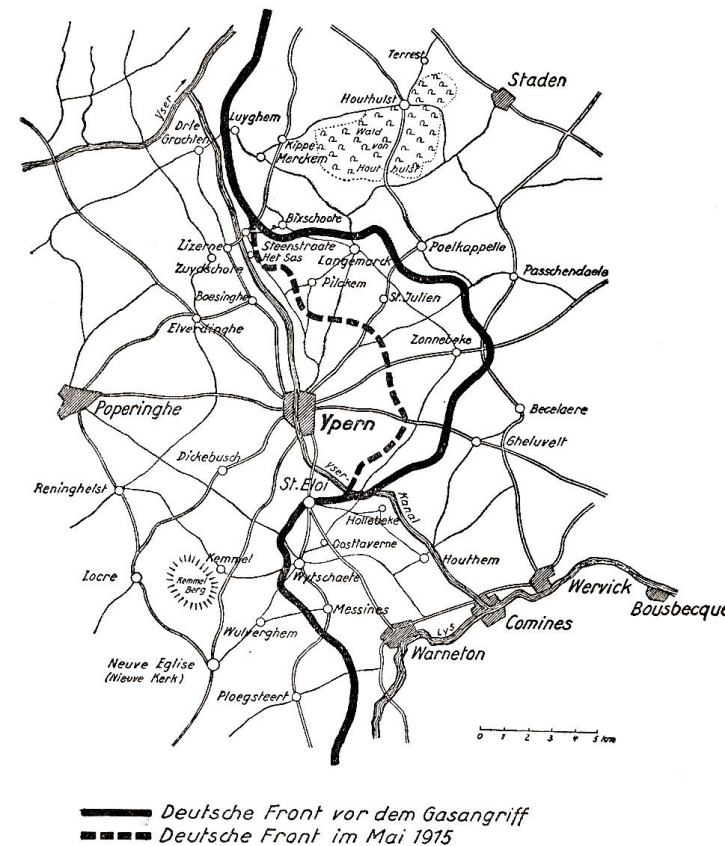 Terrest
Staden
Yser
Houthulst
Luyghem
Drie
Grachten
Kippe
Merckem
Wald
von
Hout
hulst
Bixschoote
Lizerne
Steenstraate
Het Sas
Langemarck
Poelkappelle
Zuydschote
Passchendaele
Pilckem
Boesinghe
St. Julien
Elverdinghe
Zonnebeke
Poperinghe
Ypern
Becelaere
Gheluvelt
Dickebusch
Yser-
St. Eloi
Reninghelst
Kanal
Hollebeke
Oosttaverne
Kemmel
Houthem
Locre
Kemmel
Berg
Wytschaete
Wervick
Bousbecque
Messines
Comines
Wulverghem
Lys
Warneton
Neuve Eglise
(Nieuwe Kerk)
Ploegsteert
0 1 2 3 4 5 km
Deutsche Front vor dem Gasangriff
Deutsche Front im Mai 1915